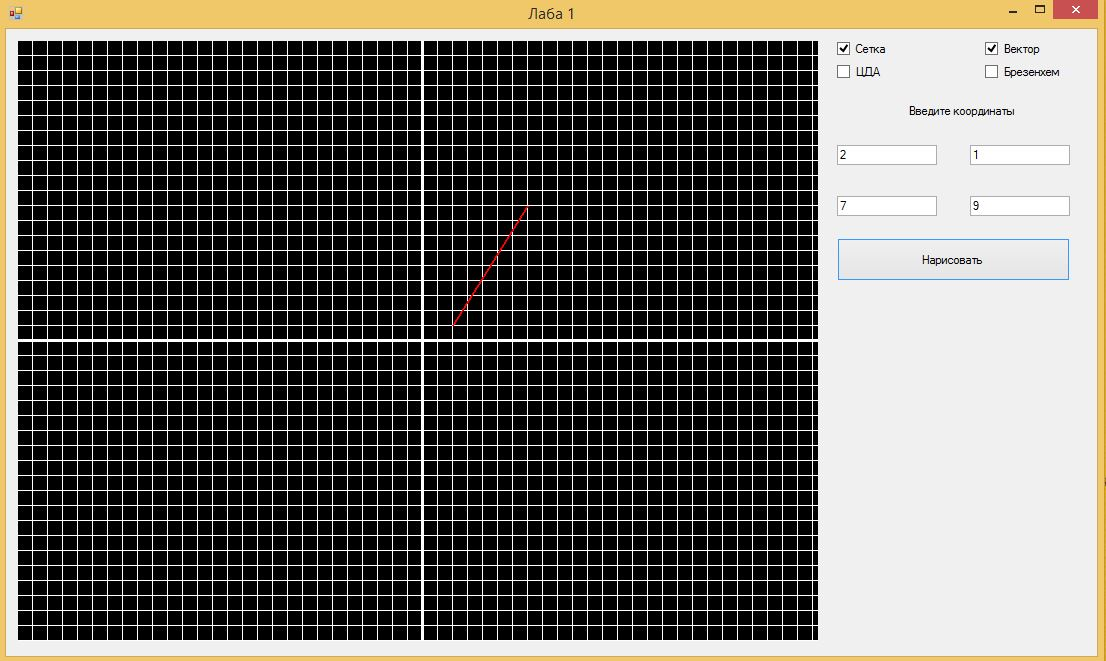 Лаба 1
Сетка
Вектор
ЦДА
Брезенхем
Введите координаты
2
1
7
9
Нарисовать